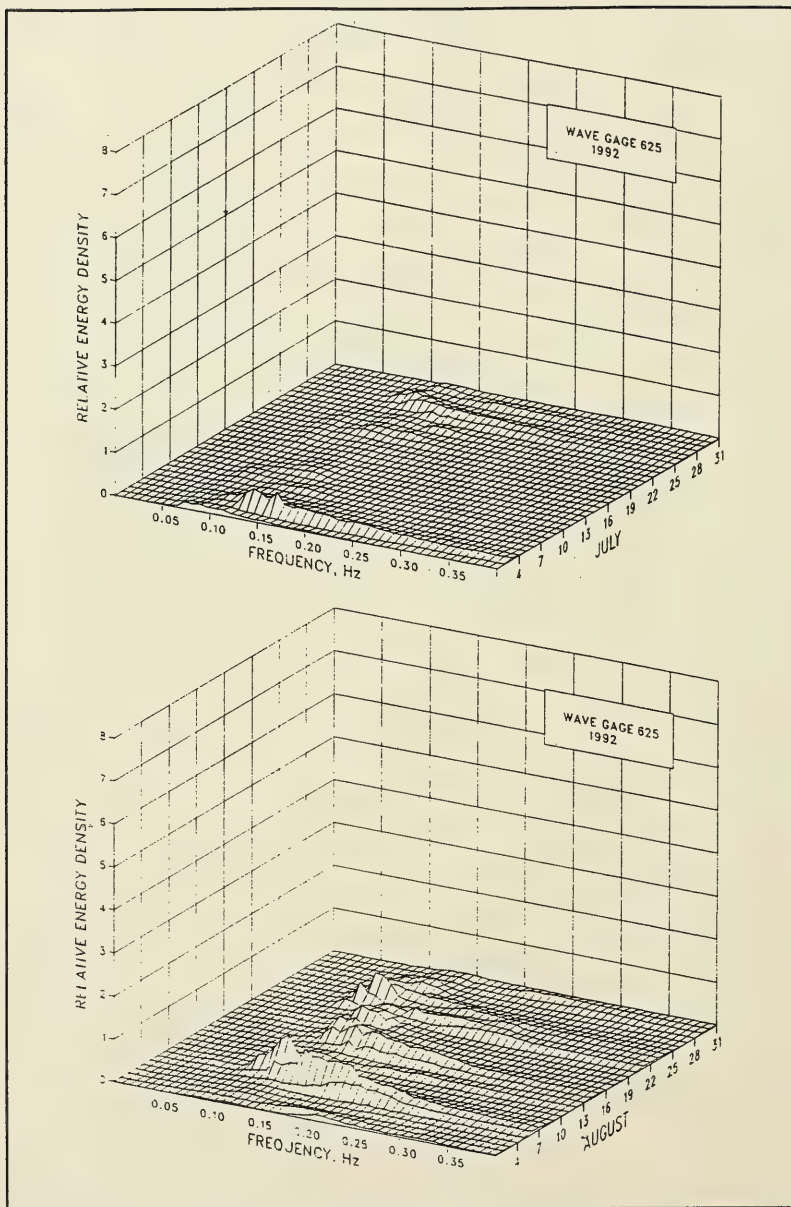 WAVE GAGE 625
1992
8
7
6
5
4
3
2
1
0
RELATIVE ENERGY DENSITY
0.05 0.10 0.15 0.20 0.25 0.30 0.35
FREQUENCY, Hz
4 7 10 13 16 19 22 25 28 31
JULY
WAVE GAGE 625
1992
8
7
6
5
4
3
2
1
0
RELATIVE ENERGY DENSITY
0.05 0.10 0.15 0.20 0.25 0.30 0.35
FREQUENCY, Hz
4 7 10 13 16 19 22 25 28 31
AUGUST